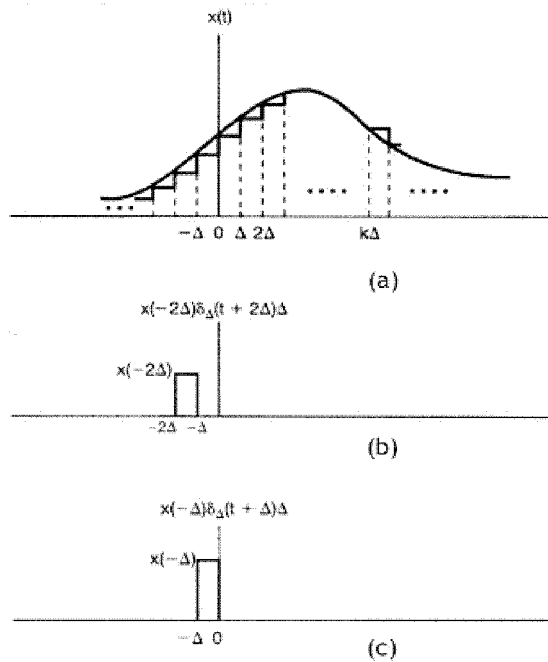 x(t)
-Δ 0 Δ 2Δ kΔ
(a)
x(-2Δ)δ_Δ(t + 2Δ)Δ
x(-2Δ)
-2Δ -Δ
(b)
x(-Δ)δ_Δ(t + Δ)Δ
x(-Δ)
-Δ 0
(c)